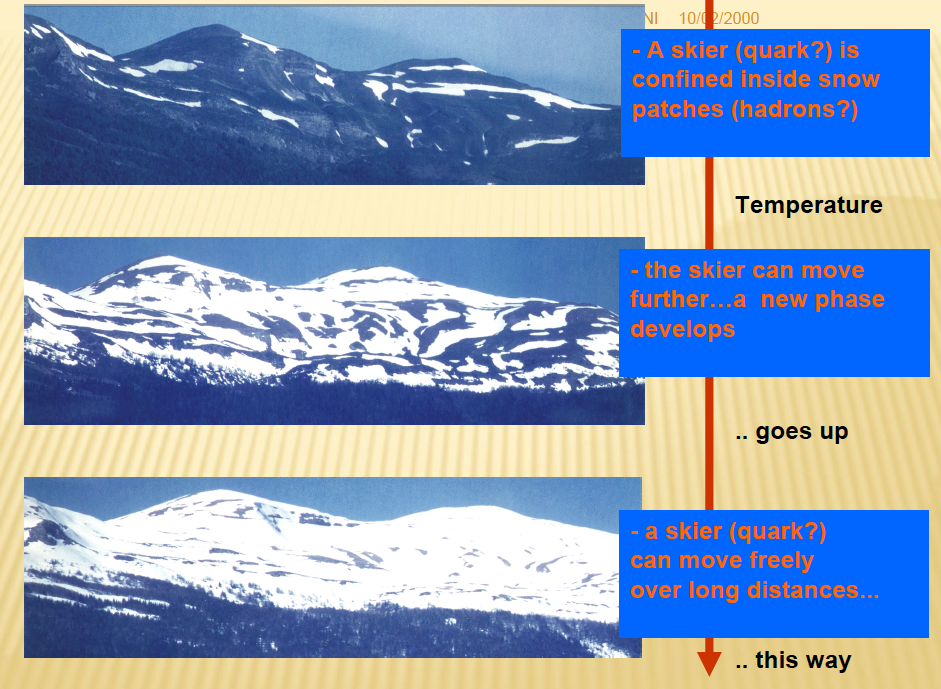 NI 10/02/2000
- A skier (quark?) is
confined inside snow
patches (hadrons?)
Temperature
- the skier can move
further…a  new phase
develops
.. goes up
- a skier (quark?)
can move freely
over long distances...
.. this way